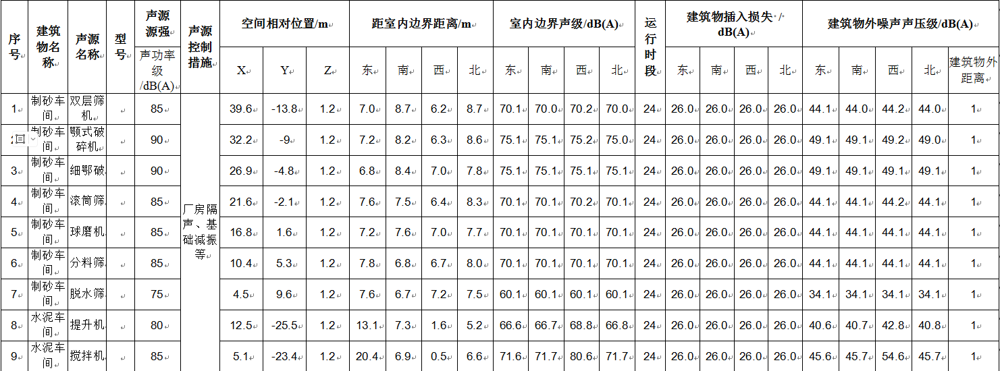 序号 建筑物名称 声源名称 型号 声源源强 声源控制措施 空间相对位置/m 距室内边界距离/m 室内边界声级/dB(A) 运行时段 建筑物插入损失 / dB(A) 建筑物外噪声声压级/dB(A)
声功率级/dB(A) X Y Z 东 南 西 北 东 南 西 北 东 南 西 北 东 南 西 北 建筑物外距离
1 制砂车间 双层筛机 85 39.6 -13.8 1.2 7.0 8.7 6.2 8.7 70.1 70.0 70.2 70.0 24 26.0 26.0 26.0 26.0 44.1 44.0 44.2 44.0 1
制砂车间 颚式破碎机 90 32.2 -9 1.2 7.2 8.2 6.3 8.6 75.1 75.1 75.2 75.0 24 26.0 26.0 26.0 26.0 49.1 49.1 49.2 49.0 1
3 制砂车间 细鄂破 90 26.9 -4.8 1.2 6.8 8.4 7.0 7.8 75.1 75.1 75.1 75.1 24 26.0 26.0 26.0 26.0 49.1 49.1 49.1 49.1 1
4 制砂车间 滚筒筛 85 21.6 -2.1 1.2 7.6 7.5 6.4 8.3 70.1 70.1 70.2 70.1 24 26.0 26.0 26.0 26.0 44.1 44.1 44.2 44.1 1
厂房隔声、基础减振等
5 制砂车间 球磨机 85 16.8 1.6 1.2 7.2 7.6 7.0 7.7 70.1 70.1 70.1 70.1 24 26.0 26.0 26.0 26.0 44.1 44.1 44.1 44.1 1
6 制砂车间 分料筛 85 10.4 5.3 1.2 7.8 6.8 6.7 8.0 70.1 70.1 70.1 70.1 24 26.0 26.0 26.0 26.0 44.1 44.1 44.1 44.1 1
7 制砂车间 脱水筛 75 4.5 9.6 1.2 7.6 6.7 7.2 7.5 60.1 60.1 60.1 60.1 24 26.0 26.0 26.0 26.0 34.1 34.1 34.1 34.1 1
8 水泥车间 提升机 80 12.5 -25.5 1.2 13.1 7.3 1.6 5.2 66.6 66.7 68.8 66.8 24 26.0 26.0 26.0 26.0 40.6 40.7 42.8 40.8 1
9 水泥车间 搅拌机 85 5.1 -23.4 1.2 20.4 6.9 0.5 6.6 71.6 71.7 80.6 71.7 24 26.0 26.0 26.0 26.0 45.6 45.7 54.6 45.7 1